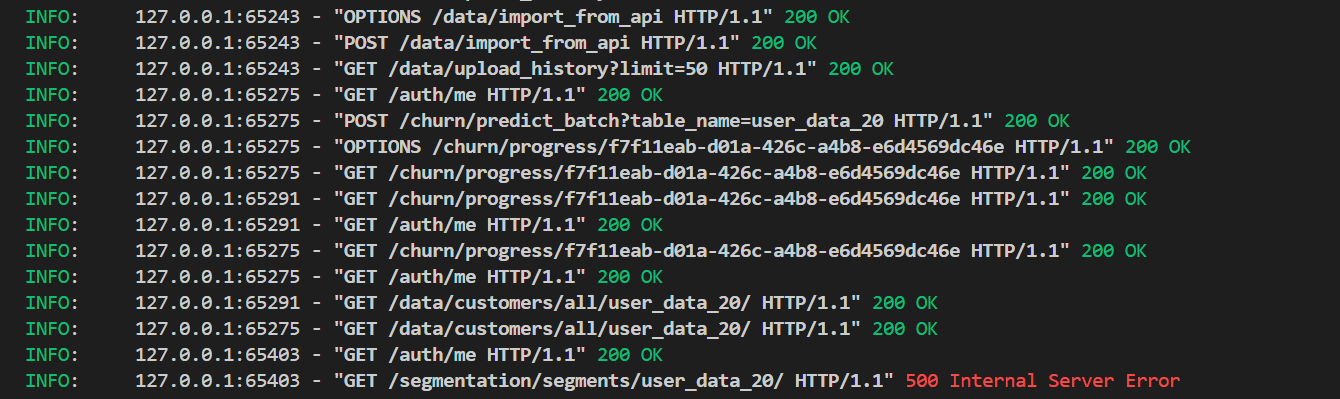 INFO: 127.0.0.1:65243 - "OPTIONS /data/import_from_api HTTP/1.1" 200 OK
INFO: 127.0.0.1:65243 - "POST /data/import_from_api HTTP/1.1" 200 OK
INFO: 127.0.0.1:65243 - "GET /data/upload_history?limit=50 HTTP/1.1" 200 OK
INFO: 127.0.0.1:65275 - "GET /auth/me HTTP/1.1" 200 OK
INFO: 127.0.0.1:65275 - "POST /churn/predict_batch?table_name=user_data_20 HTTP/1.1" 200 OK
INFO: 127.0.0.1:65275 - "OPTIONS /churn/progress/f7f11eab-d01a-426c-a4b8-e6d4569dc46e HTTP/1.1" 200 OK
INFO: 127.0.0.1:65275 - "GET /churn/progress/f7f11eab-d01a-426c-a4b8-e6d4569dc46e HTTP/1.1" 200 OK
INFO: 127.0.0.1:65291 - "GET /churn/progress/f7f11eab-d01a-426c-a4b8-e6d4569dc46e HTTP/1.1" 200 OK
INFO: 127.0.0.1:65291 - "GET /auth/me HTTP/1.1" 200 OK
INFO: 127.0.0.1:65275 - "GET /churn/progress/f7f11eab-d01a-426c-a4b8-e6d4569dc46e HTTP/1.1" 200 OK
INFO: 127.0.0.1:65275 - "GET /auth/me HTTP/1.1" 200 OK
INFO: 127.0.0.1:65291 - "GET /data/customers/all/user_data_20/ HTTP/1.1" 200 OK
INFO: 127.0.0.1:65275 - "GET /data/customers/all/user_data_20/ HTTP/1.1" 200 OK
INFO: 127.0.0.1:65403 - "GET /auth/me HTTP/1.1" 200 OK
INFO: 127.0.0.1:65403 - "GET /segmentation/segments/user_data_20/ HTTP/1.1" 500 Internal Server Error